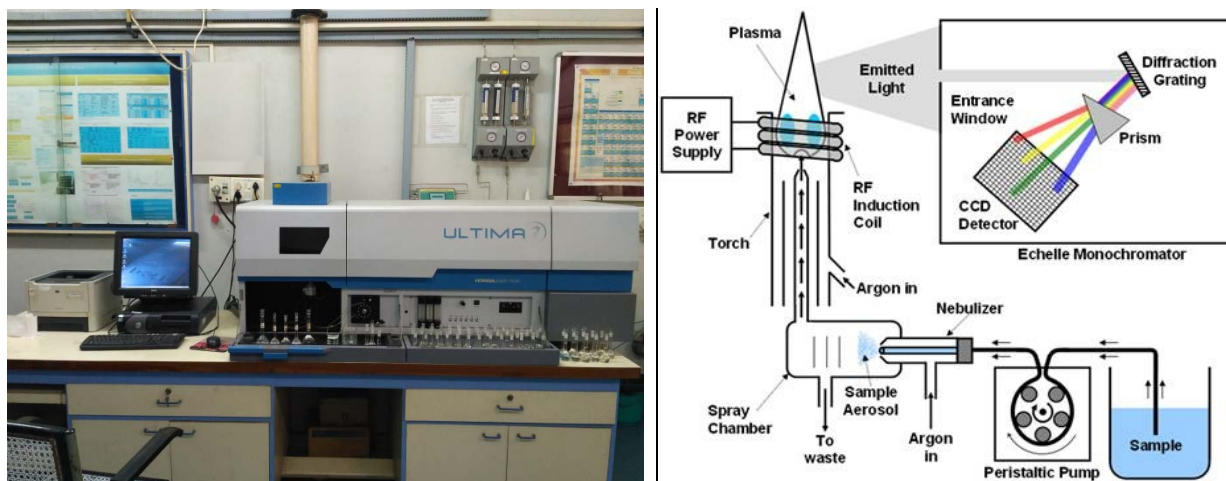 ULTIMA 2
Plasma
Emitted
Light
RF
Power
Supply
RF
Induction
Coil
Torch
Argon in
Entrance
Window
Diffraction
Grating
Prism
CCD
Detector
Echelle Monochromator
Nebulizer
Spray
Chamber
Sample
Aerosol
To
waste
Argon
in
Peristaltic Pump
Sample